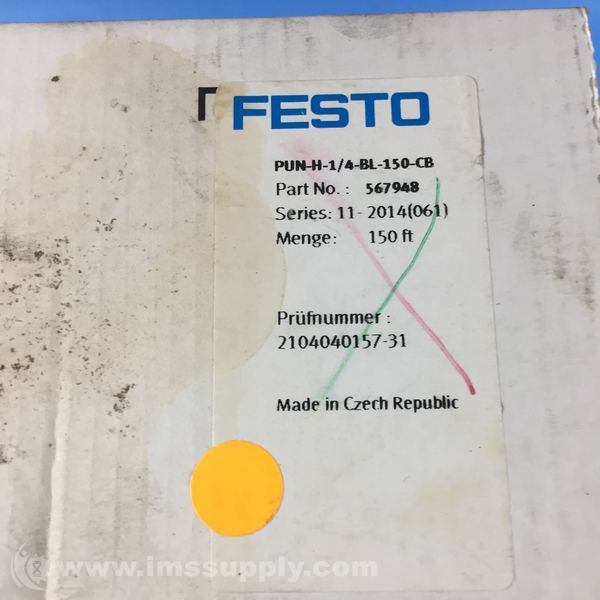 FESTO
PUN-H-1/4-BL-150-CB
Part No. : 567948
Series: 11- 2014(061)
Menge: 150 ft
Prüfnummer :
2104040157-31
Made in Czech Republic
www.imssupply.com